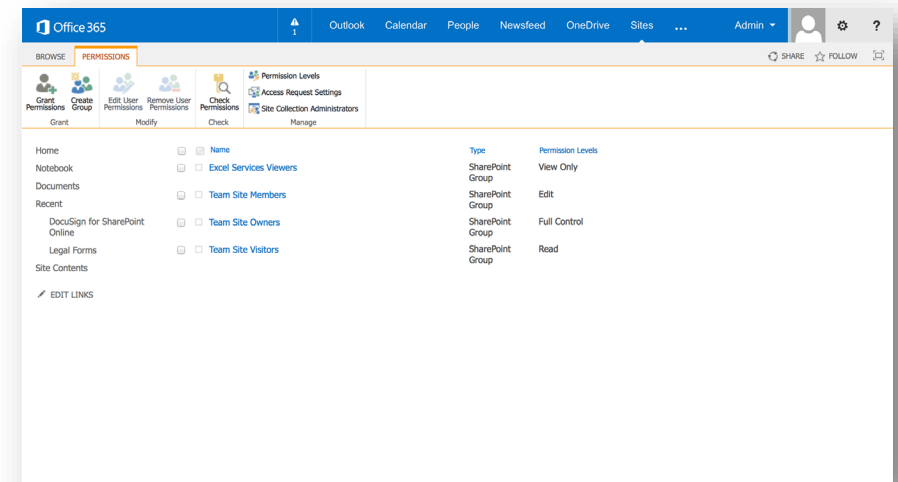 Office 365
1
Outlook Calendar People Newsfeed OneDrive Sites ... Admin ?
BROWSE PERMISSIONS SHARE FOLLOW
Grant Permissions
Create Group
Edit User Permissions
Remove User Permissions
Check Permissions
Permission Levels
Access Request Settings
Site Collection Administrators
Grant Modify Check Manage
Home
Notebook
Documents
Recent
DocuSign for SharePoint
Online
Legal Forms
Site Contents
EDIT LINKS
Name Type Permission Levels
Excel Services Viewers SharePoint Group View Only
Team Site Members SharePoint Group Edit
Team Site Owners SharePoint Group Full Control
Team Site Visitors SharePoint Group Read